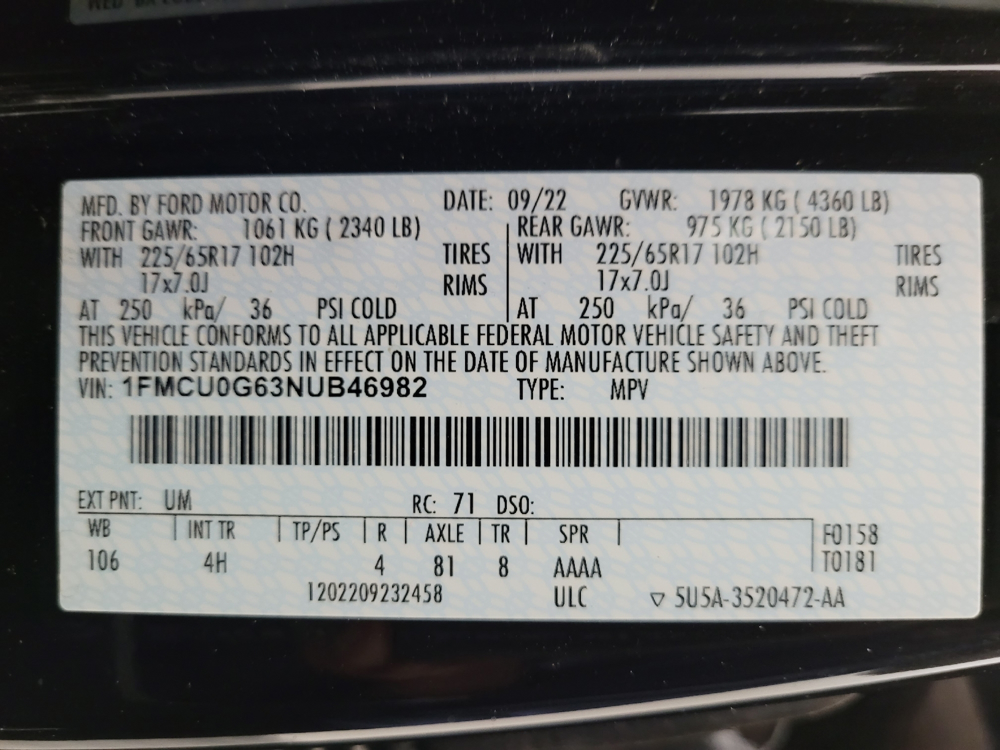 MFD. BY FORD MOTOR CO. DATE: 09/22 GVWR: 1978 KG ( 4360 LB)
FRONT GAWR: 1061 KG ( 2340 LB) REAR GAWR: 975 KG ( 2150 LB)
WITH 225/65R17 102H TIRES WITH 225/65R17 102H TIRES
17x7.0J RIMS 17x7.0J RIMS
AT 250 kPa/ 36 PSI COLD AT 250 kPa/ 36 PSI COLD
THIS VEHICLE CONFORMS TO ALL APPLICABLE FEDERAL MOTOR VEHICLE SAFETY AND THEFT
PREVENTION STANDARDS IN EFFECT ON THE DATE OF MANUFACTURE SHOWN ABOVE.
VIN: 1FMCU0G63NUB46982 TYPE: MPV
EXT PNT: UM RC: 71 DSO:
WB INT TR TP/PS R AXLE TR SPR F0158
106 4H 4 81 8 AAAA T0181
1202209232458 ULC ▽ 5U5A-3520472-AA